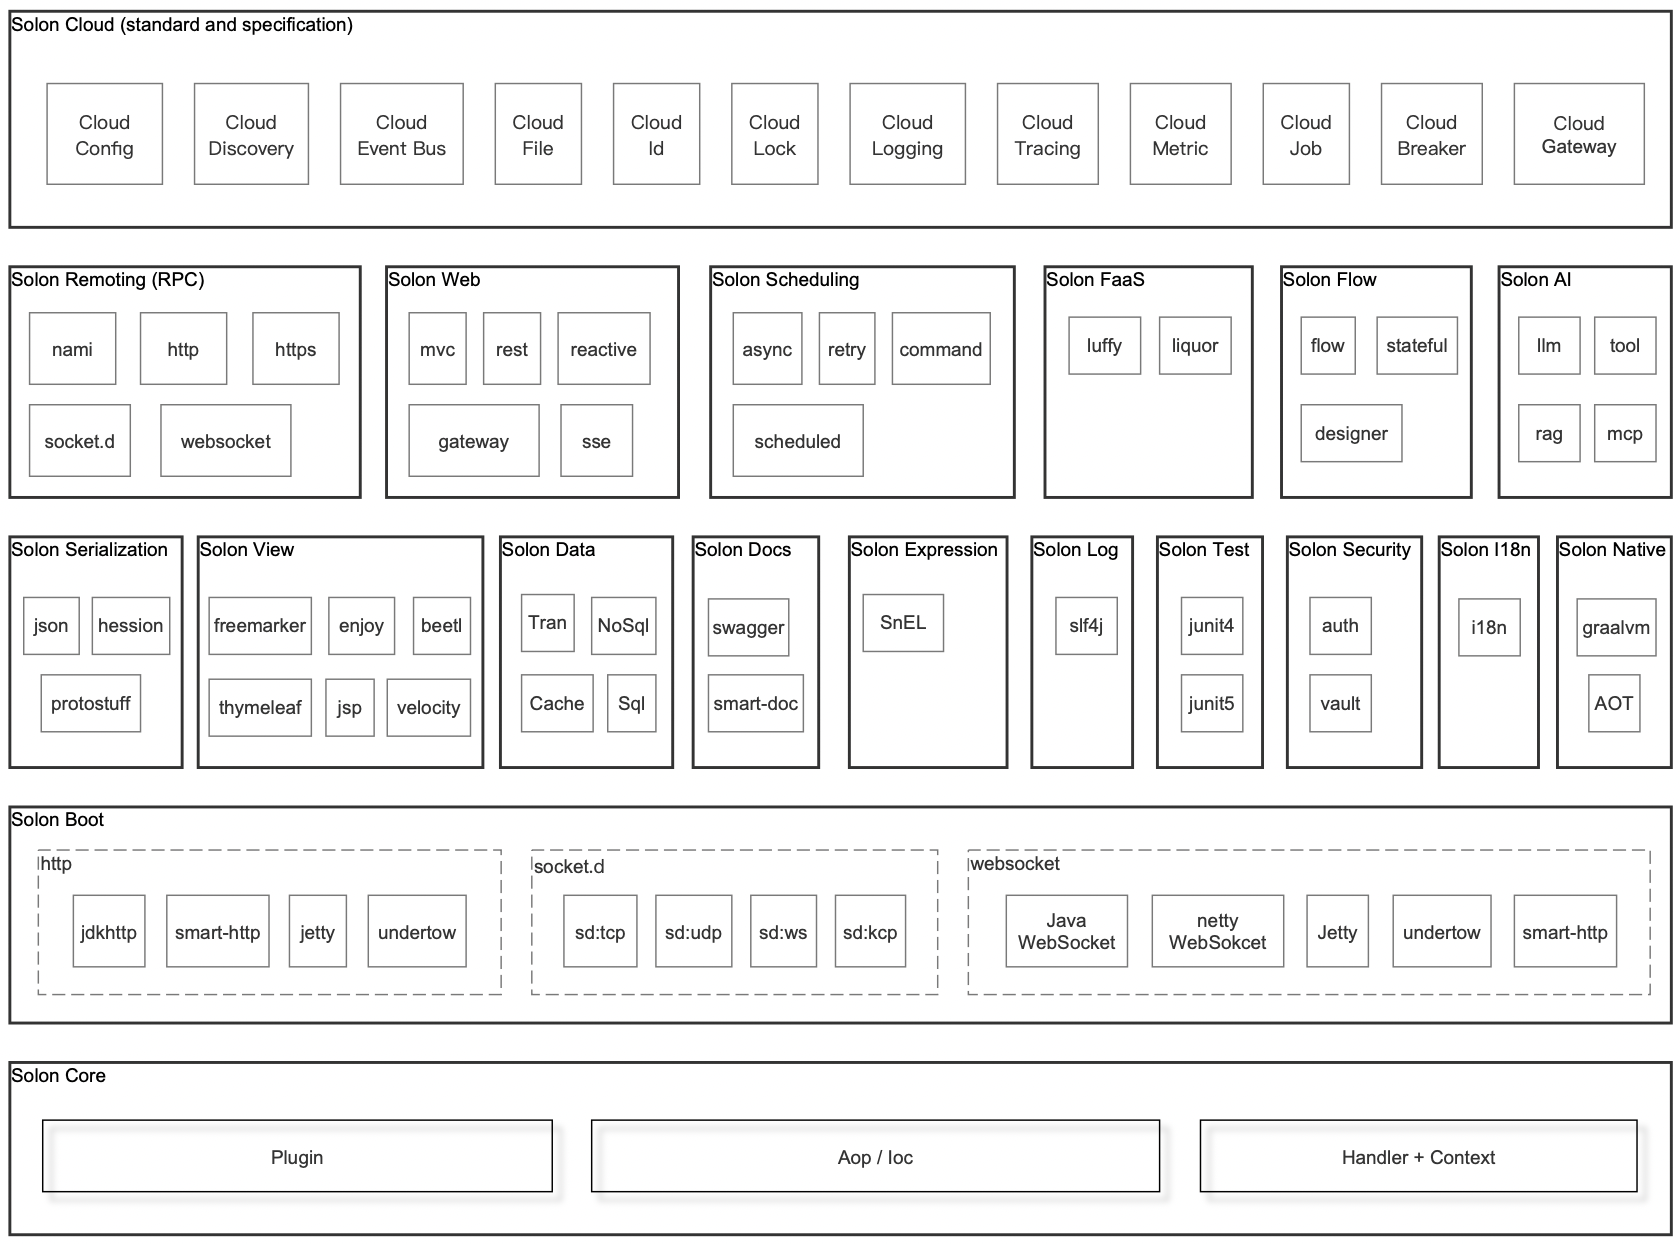 Solon Cloud (standard and specification)
Cloud
Config
Cloud
Discovery
Cloud
Event Bus
Cloud
File
Cloud
Id
Cloud
Lock
Cloud
Logging
Cloud
Tracing
Cloud
Metric
Cloud
Job
Cloud
Breaker
Cloud
Gateway
Solon Remoting (RPC)
nami
http
https
socket.d
websocket
Solon Web
mvc
rest
reactive
gateway
sse
Solon Scheduling
async
retry
command
scheduled
Solon FaaS
luffy
liquor
Solon Flow
flow
stateful
designer
Solon AI
llm
tool
rag
mcp
Solon Serialization
json
hession
protostuff
Solon View
freemarker
enjoy
beetl
thymeleaf
jsp
velocity
Solon Data
Tran
NoSql
Cache
Sql
Solon Docs
swagger
smart-doc
Solon Expression
SnEL
Solon Log
slf4j
Solon Test
junit4
junit5
Solon Security
auth
vault
Solon I18n
i18n
Solon Native
graalvm
AOT
Solon Boot
http
jdkhttp
smart-http
jetty
undertow
socket.d
sd:tcp
sd:udp
sd:ws
sd:kcp
websocket
Java
WebSocket
netty
WebSokcet
Jetty
undertow
smart-http
Solon Core
Plugin
Aop / Ioc
Handler + Context